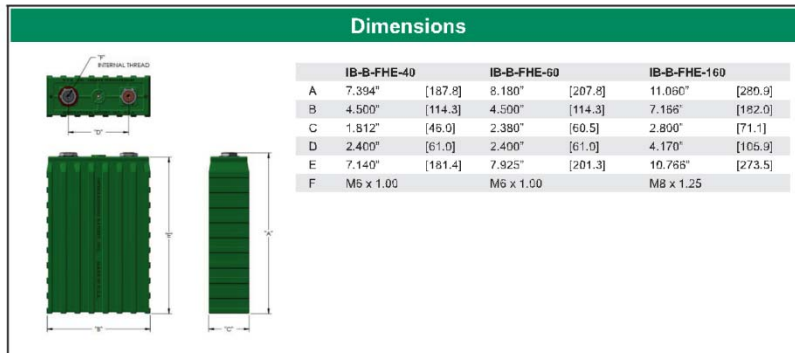 Dimensions
"F"
INTERNAL THREAD
"D"
"E"
"A"
"B"
"C"
IB-B-FHE-40 IB-B-FHE-60 IB-B-FHE-160
A 7.394" [187.8] 8.180" [207.8] 11.060" [280.9]
B 4.500" [114.3] 4.500" [114.3] 7.166" [182.0]
C 1.812" [46.0] 2.380" [60.5] 2.800" [71.1]
D 2.400" [61.0] 2.400" [61.0] 4.170" [105.9]
E 7.140" [181.4] 7.925" [201.3] 10.766" [273.5]
F M6 x 1.00 M6 x 1.00 M8 x 1.25